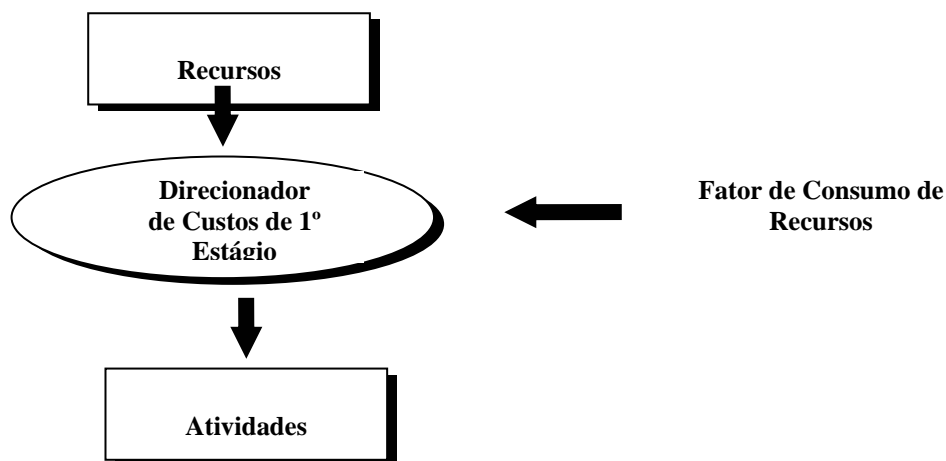 Recursos
Direcionador
de Custos de 1º
Estágio
Fator de Consumo de
Recursos
Atividades